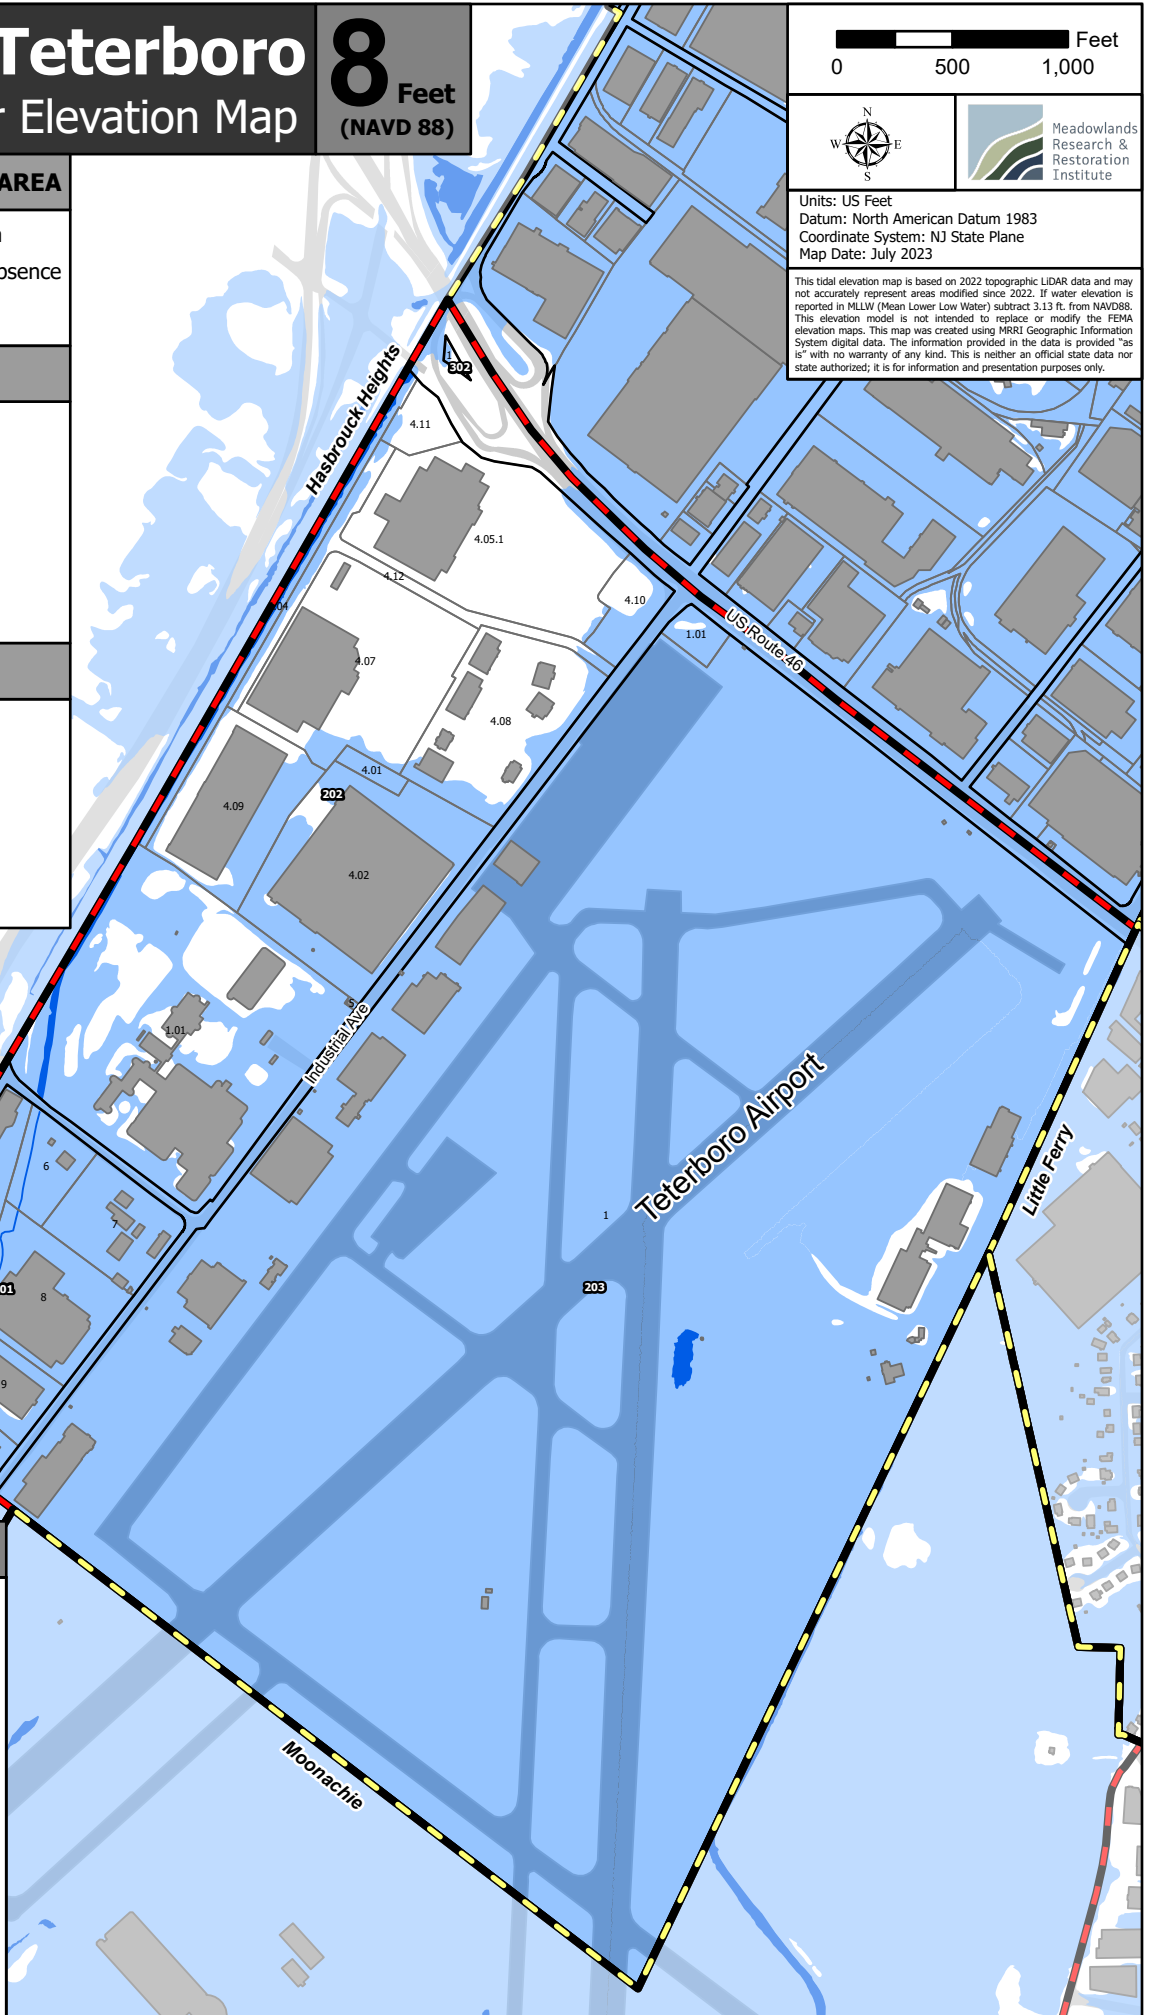 Teterboro
Elevation Map
8
Feet
(NAVD 88)
AREA
Feet
0 500 1,000
N
W E
S
Meadowlands
Research &
Restoration
Institute
Units: US Feet
Datum: North American Datum 1983
Coordinate System: NJ State Plane
Map Date: July 2023
This tidal elevation map is based on 2022 topographic LiDAR data and may
not accurately represent areas modified since 2022. If water elevation is
reported in MLLW (Mean Lower Low Water) subtract 3.13 ft. from NAVD88.
This elevation model is not intended to replace or modify the FEMA
elevation maps. This map was created using MRRI Geographic Information
System digital data. The information provided in the data is provided "as
is" with no warranty of any kind. This is neither an official state data nor
state authorized; it is for information and presentation purposes only.
Hasbrouck Heights
1
302
4.11
4.05.1
4.12
4.10
1.01
US Route 46
4.07
4.08
4.01
202
4.09
4.02
5
1.01
Industrial Ave
Teterboro Airport
Little Ferry
6
7
1
203
8
9
Moonachie